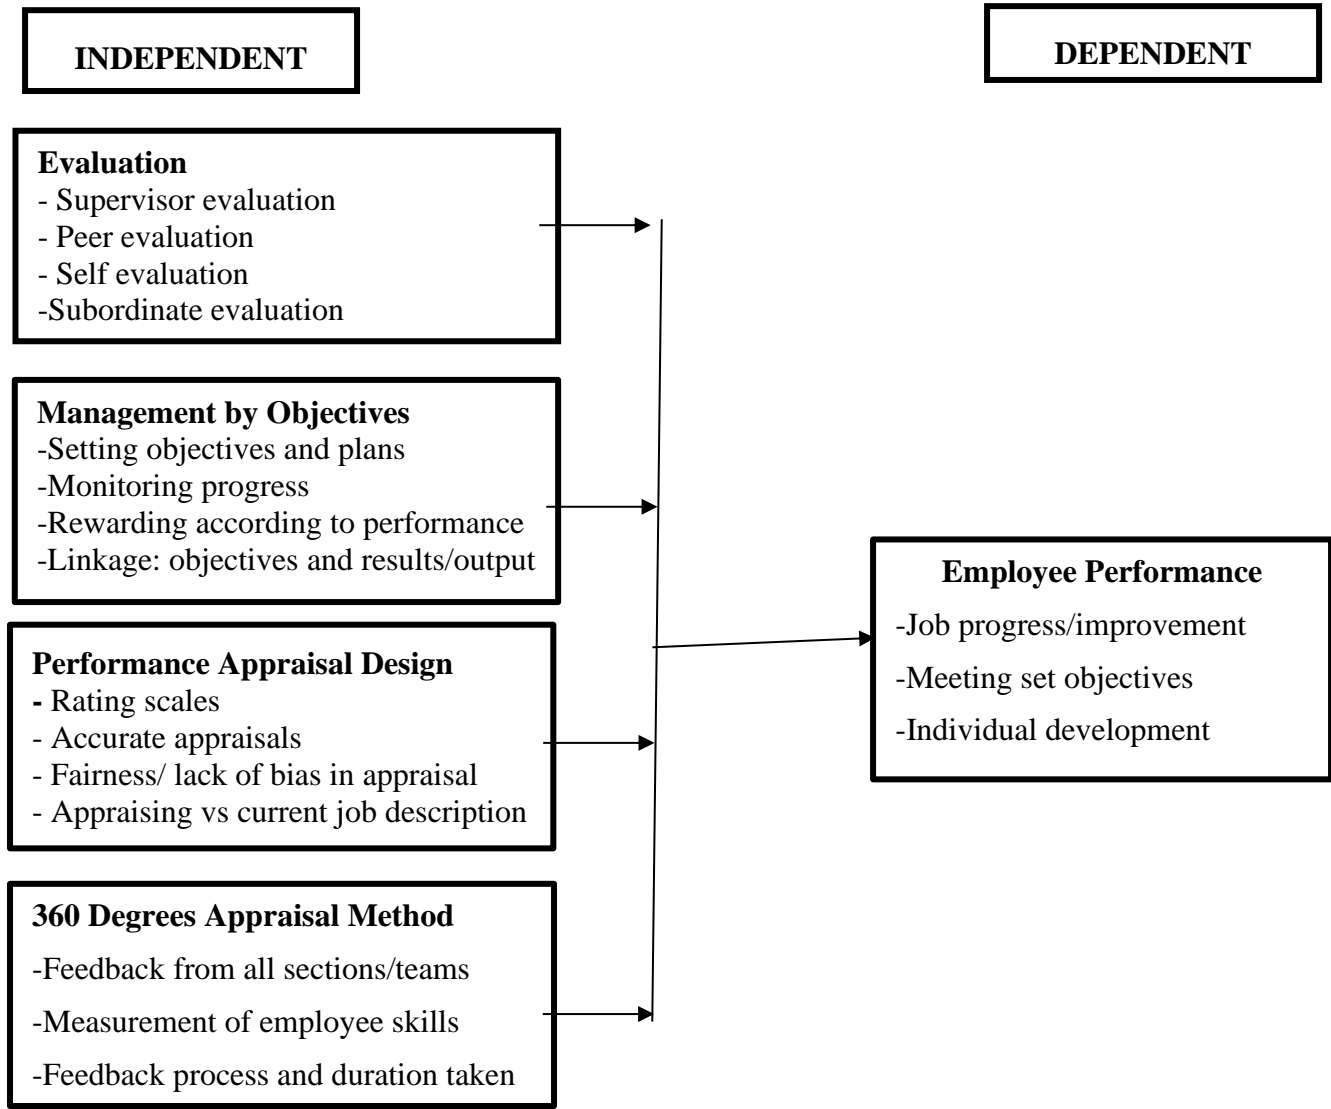 INDEPENDENT
DEPENDENT
Evaluation
- Supervisor evaluation
- Peer evaluation
- Self evaluation
-Subordinate evaluation
Management by Objectives
-Setting objectives and plans
-Monitoring progress
-Rewarding according to performance
-Linkage: objectives and results/output
Performance Appraisal Design
- Rating scales
- Accurate appraisals
- Fairness/ lack of bias in appraisal
- Appraising vs current job description
360 Degrees Appraisal Method
-Feedback from all sections/teams
-Measurement of employee skills
-Feedback process and duration taken
Employee Performance
-Job progress/improvement
-Meeting set objectives
-Individual development